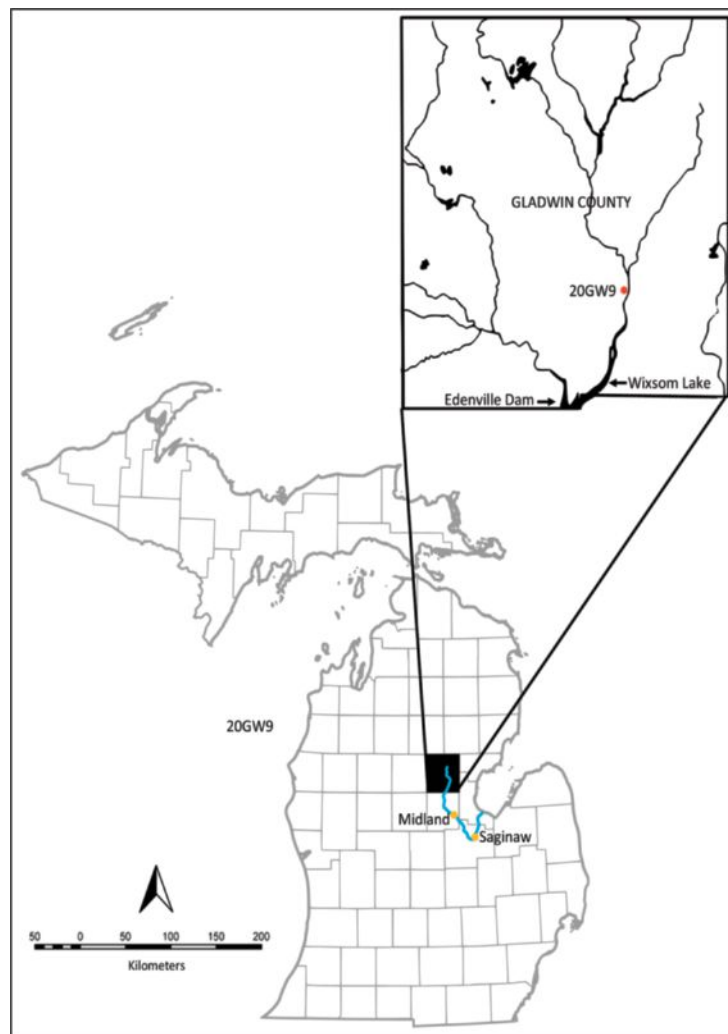 GLADWIN COUNTY
20GW9
Wixsom Lake
Edenville Dam
20GW9
Midland
Saginaw
50 0 50 100 150 200
Kilometers